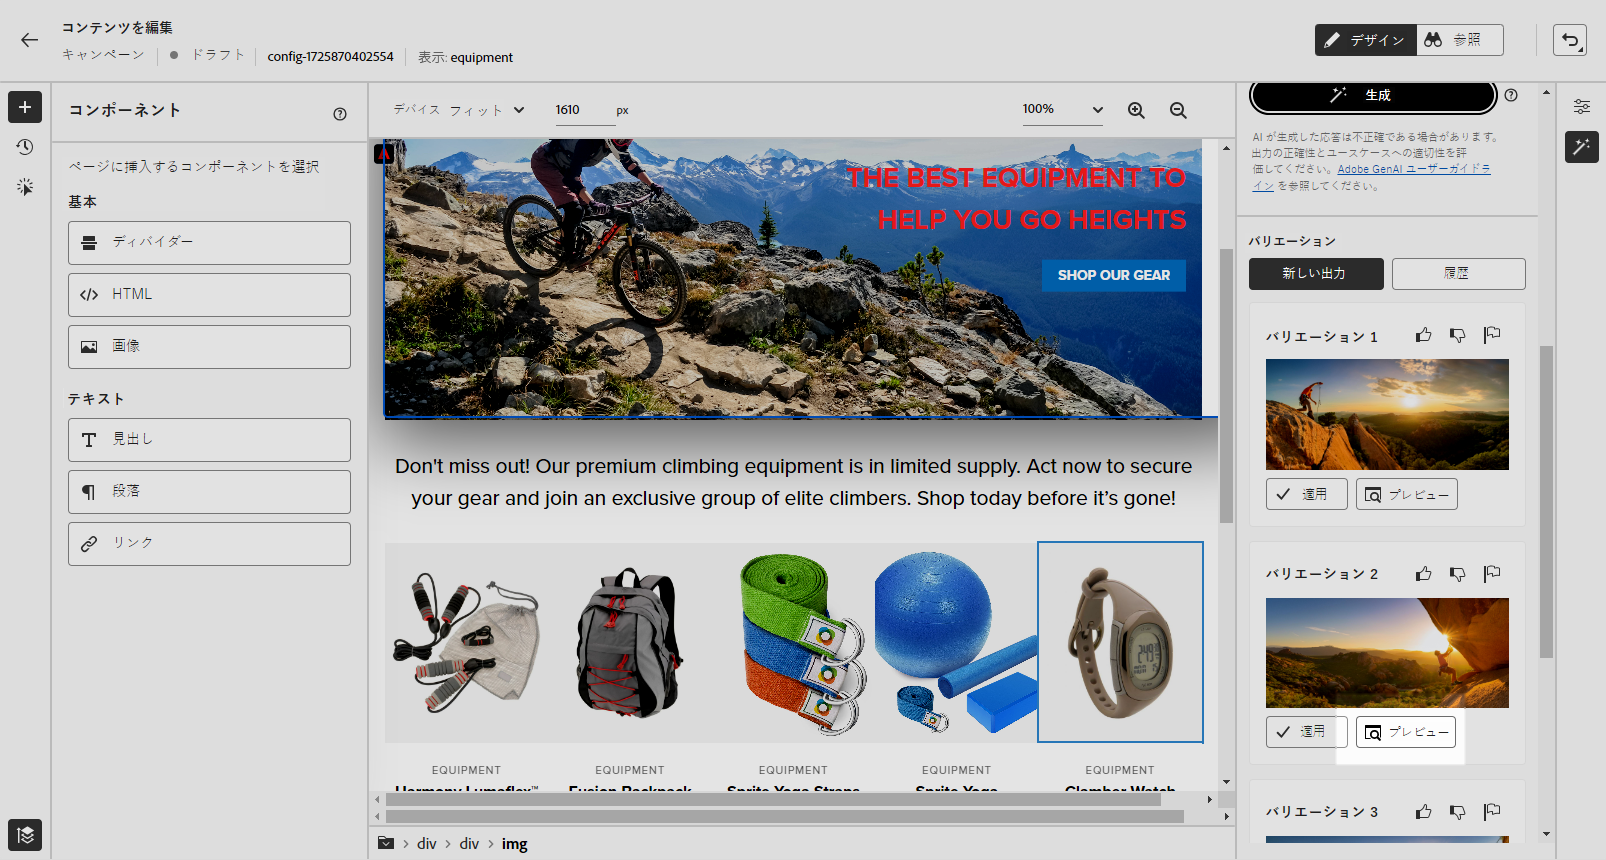 コンテンツを編集
キャンペーン
ドラフト
config-1725870402554
表示: equipment
デザイン
参照
コンポーネント
ページに挿入するコンポーネントを選択
基本
ディバイダー
HTML
画像
テキスト
見出し
段落
リンク
デバイス フィット
1610 px
100%
THE BEST EQUIPMENT TO
HELP YOU GO HEIGHTS
SHOP OUR GEAR
Don't miss out! Our premium climbing equipment is in limited supply. Act now to secure
your gear and join an exclusive group of elite climbers. Shop today before it's gone!
EQUIPMENT
EQUIPMENT
EQUIPMENT
EQUIPMENT
EQUIPMENT
Harmony Lumaflex™
Fusion Backpack
Sprite Yoga Straps
Sprite Yoga
Clamber Watch
div
div
img
生成
AI が生成した応答は不正確である場合があります。
出力の正確性とユースケースへの適切性を評
価してください。Adobe GenAI ユーザーガイドラ
イン を参照してください。
バリエーション
新しい出力
履歴
バリエーション 1
適用
プレビュー
バリエーション 2
適用
プレビュー
バリエーション 3